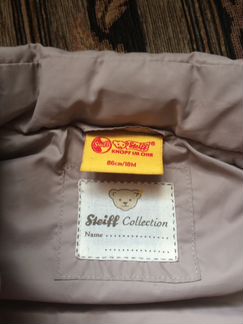 Steiff
KNOPF IM OHR
86cm/18M
Steiff Collection
Name ............
............